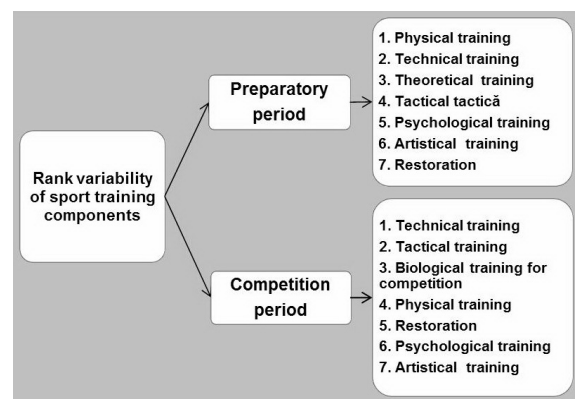 Rank variability
of sport training
components
Preparatory
period
1. Physical training
2. Technical training
3. Theoretical training
4. Tactical tactică
5. Psychological training
6. Artistical training
7. Restoration
Competition
period
1. Technical training
2. Tactical training
3. Biological training for
competition
4. Physical training
5. Restoration
6. Psychological training
7. Artistical training